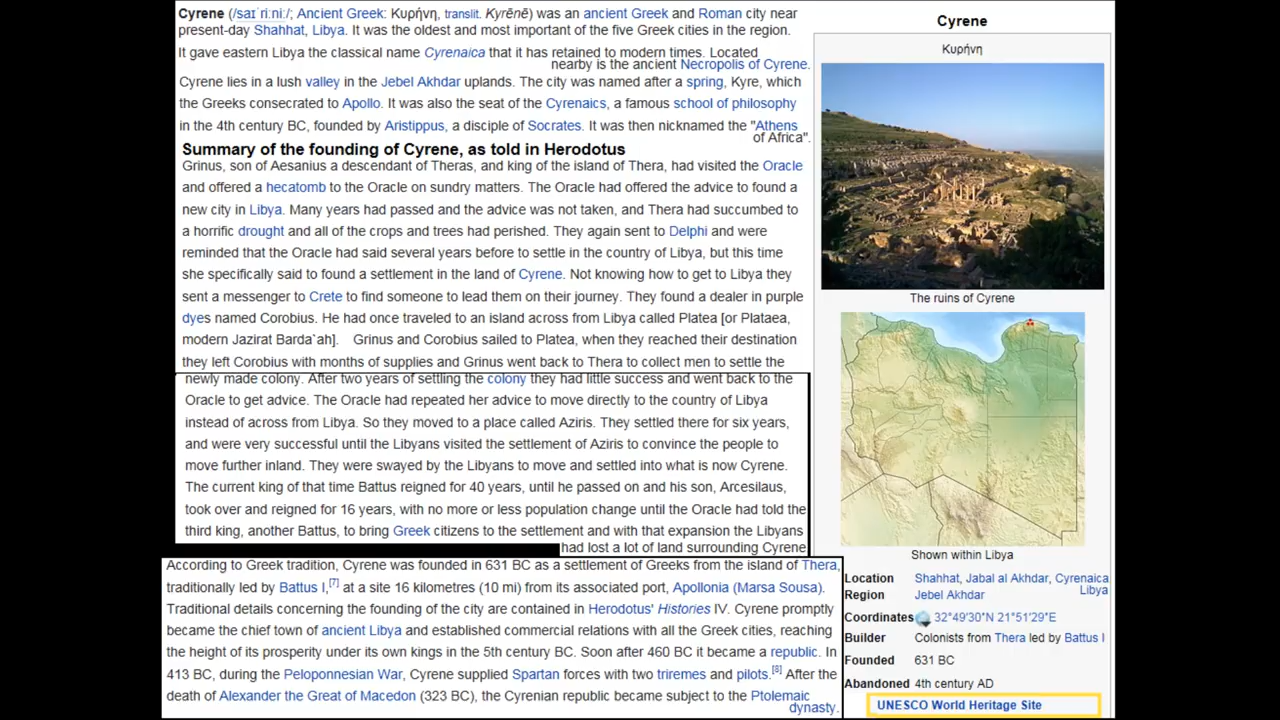 Cyrene (/saɪˈriːniː/; Ancient Greek: Κυρήνη, translit. Kyrēnē) was an ancient Greek and Roman city near
present-day Shahhat, Libya. It was the oldest and most important of the five Greek cities in the region.
It gave eastern Libya the classical name Cyrenaica that it has retained to modern times. Located
nearby is the ancient Necropolis of Cyrene.
Cyrene lies in a lush valley in the Jebel Akhdar uplands. The city was named after a spring, Kyre, which
the Greeks consecrated to Apollo. It was also the seat of the Cyrenaics, a famous school of philosophy
in the 4th century BC, founded by Aristippus, a disciple of Socrates. It was then nicknamed the "Athens
of Africa".
Summary of the founding of Cyrene, as told in Herodotus
Grinus, son of Aesanius a descendant of Theras, and king of the island of Thera, had visited the Oracle
and offered a hecatomb to the Oracle on sundry matters. The Oracle had offered the advice to found a
new city in Libya. Many years had passed and the advice was not taken, and Thera had succumbed to
a horrific drought and all of the crops and trees had perished. They again sent to Delphi and were
reminded that the Oracle had said several years before to settle in the country of Libya, but this time
she specifically said to found a settlement in the land of Cyrene. Not knowing how to get to Libya they
sent a messenger to Crete to find someone to lead them on their journey. They found a dealer in purple
dyes named Corobius. He had once traveled to an island across from Libya called Platea [or Plataea,
modern Jazirat Barda`ah]. Grinus and Corobius sailed to Platea, when they reached their destination
they left Corobius with months of supplies and Grinus went back to Thera to collect men to settle the
newly made colony. After two years of settling the colony they had little success and went back to the
Oracle to get advice. The Oracle had repeated her advice to move directly to the country of Libya
instead of across from Libya. So they moved to a place called Aziris. They settled there for six years,
and were very successful until the Libyans visited the settlement of Aziris to convince the people to
move further inland. They were swayed by the Libyans to move and settled into what is now Cyrene.
The current king of that time Battus reigned for 40 years, until he passed on and his son, Arcesilaus,
took over and reigned for 16 years, with no more or less population change until the Oracle had told the
third king, another Battus, to bring Greek citizens to the settlement and with that expansion the Libyans
had lost a lot of land surrounding Cyrene
According to Greek tradition, Cyrene was founded in 631 BC as a settlement of Greeks from the island of Thera,
traditionally led by Battus I,[7] at a site 16 kilometres (10 mi) from its associated port, Apollonia (Marsa Sousa).
Traditional details concerning the founding of the city are contained in Herodotus' Histories IV. Cyrene promptly
became the chief town of ancient Libya and established commercial relations with all the Greek cities, reaching
the height of its prosperity under its own kings in the 5th century BC. Soon after 460 BC it became a republic. In
413 BC, during the Peloponnesian War, Cyrene supplied Spartan forces with two triremes and pilots.[8] After the
death of Alexander the Great of Macedon (323 BC), the Cyrenian republic became subject to the Ptolemaic
dynasty.
Cyrene
Κυρήνη
The ruins of Cyrene
Shown within Libya
Location Shahhat, Jabal al Akhdar, Cyrenaica
Libya
Region Jebel Akhdar
Coordinates 32°49′30″N 21°51′29″E
Builder Colonists from Thera led by Battus I
Founded 631 BC
Abandoned 4th century AD
UNESCO World Heritage Site